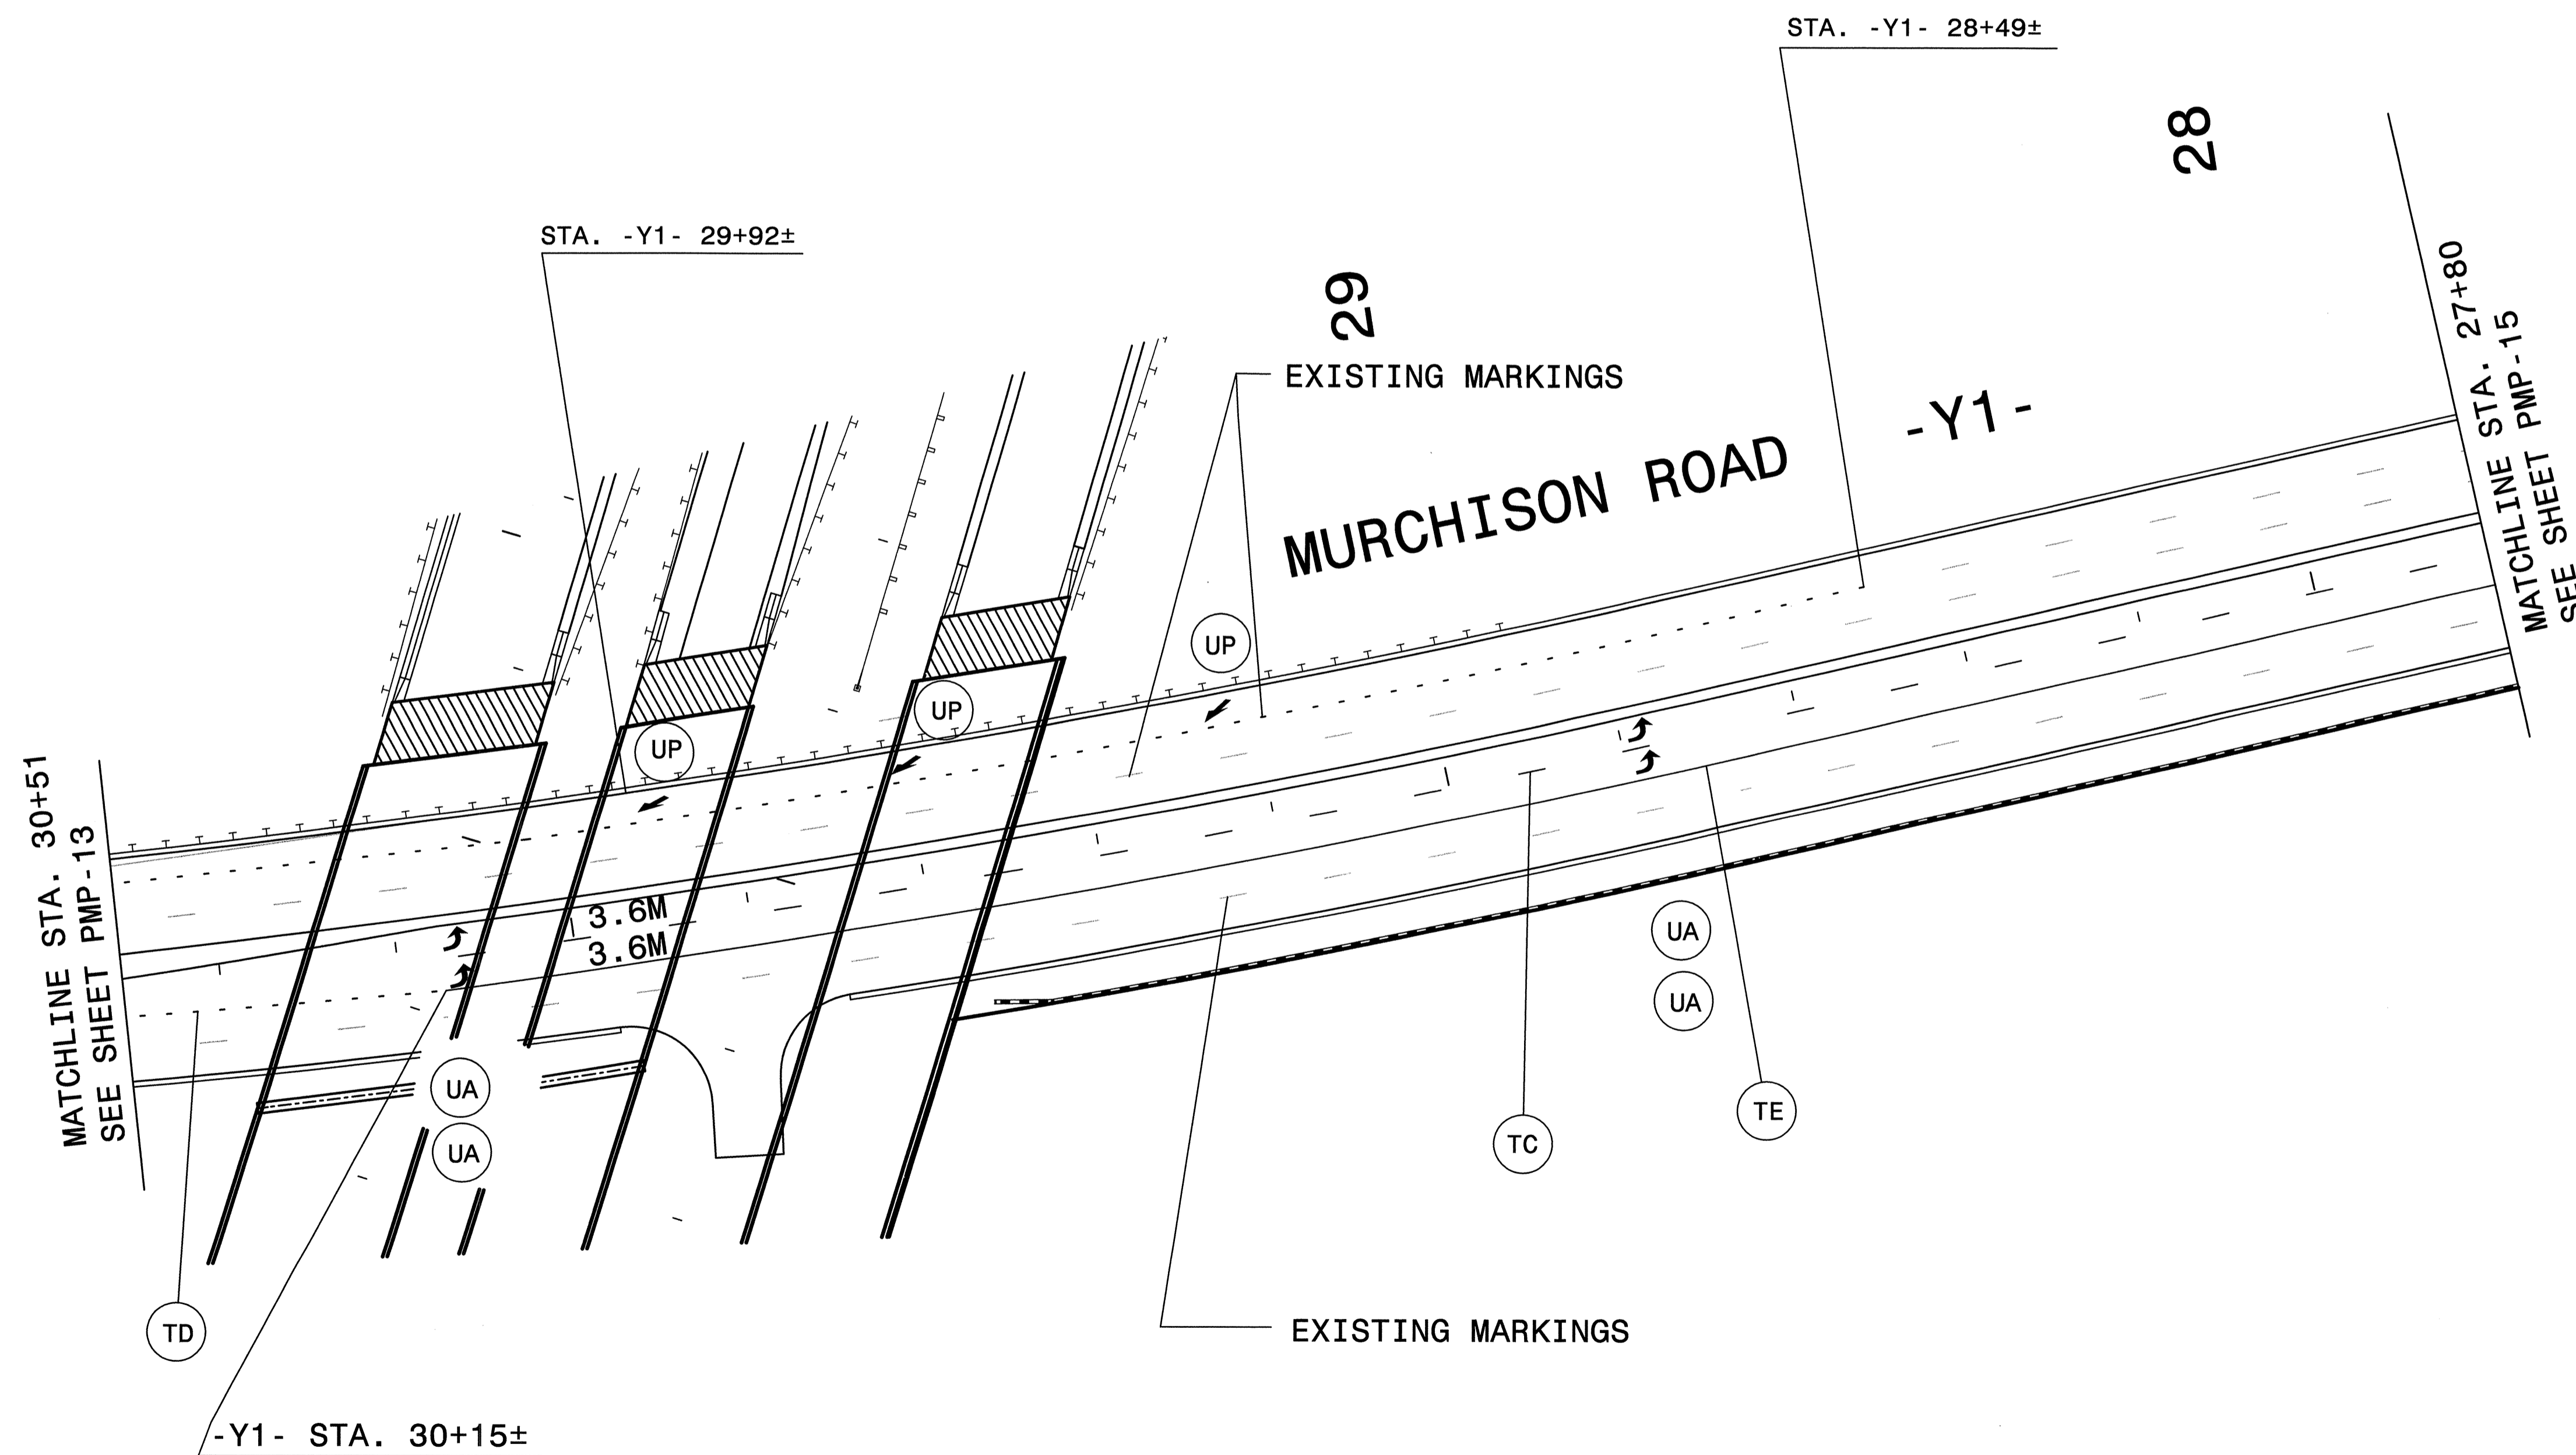 STA. -Y1- 28+49±
28
STA. -Y1- 29+92±
29
MATCHLINE STA. 27+80
SEE SHEET PMP-15
EXISTING MARKINGS
-Y1-
MURCHISON ROAD
UP
UP
UP
MATCHLINE STA. 30+51
SEE SHEET PMP-13
3.6M
3.6M
UA
UA
UA
UA
TE
TC
TD
EXISTING MARKINGS
-Y1- STA. 30+15±